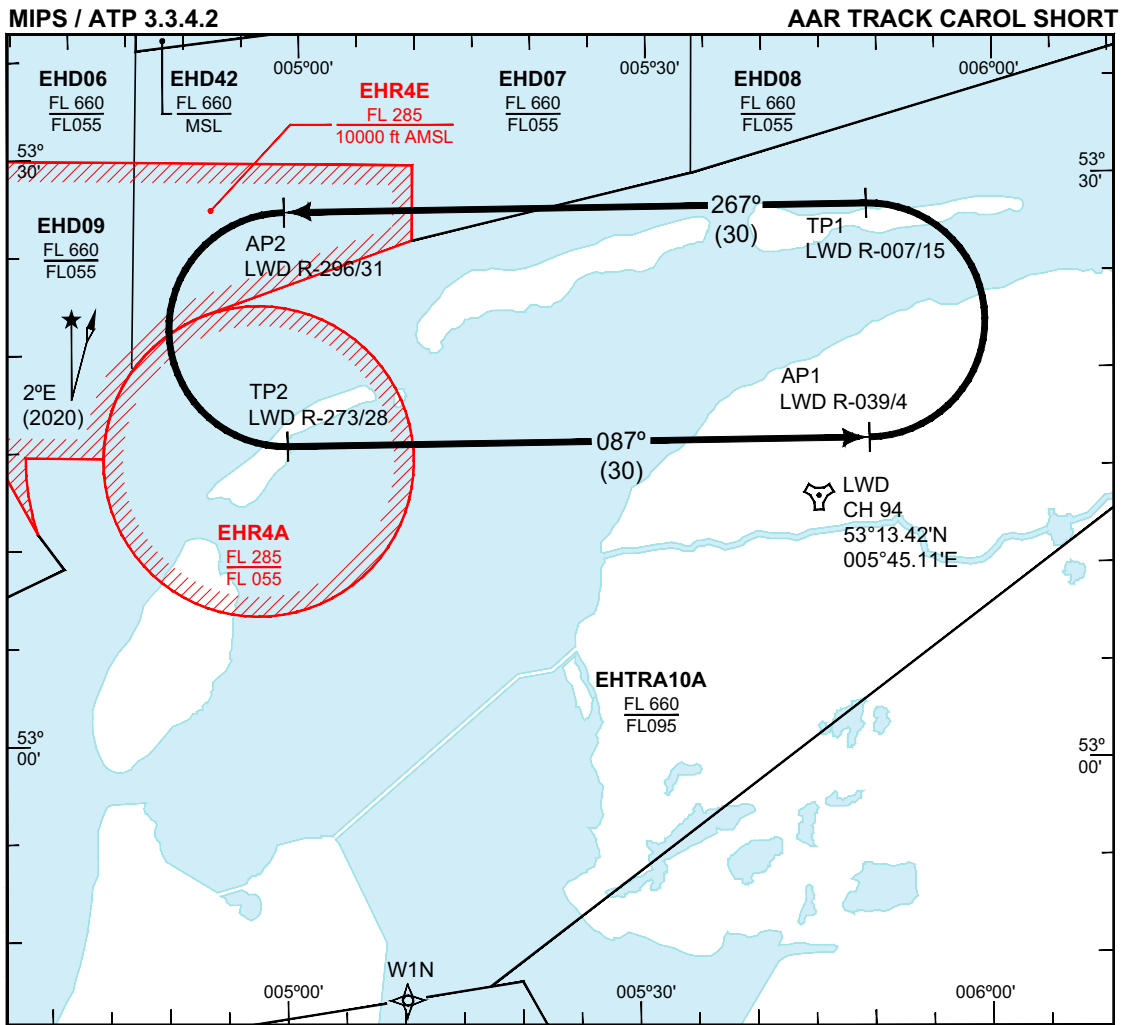 MIPS / ATP 3.3.4.2
AAR TRACK CAROL SHORT
005°00'
005°30'
006°00'
EHD06
FL 660
FL055
EHD42
FL 660
MSL
EHR4E
FL 285
10000 ft AMSL
EHD07
FL 660
FL055
EHD08
FL 660
FL055
53°
30'
53°
30'
EHD09
FL 660
FL055
AP2
LWD R-296/31
267º
(30)
TP1
LWD R-007/15
2ºE
(2020)
TP2
LWD R-273/28
AP1
LWD R-039/4
087º
(30)
LWD
CH 94
53°13.42'N
005°45.11'E
EHR4A
FL 285
FL 055
EHTRA10A
FL 660
FL095
53°
00'
53°
00'
W1N
005°00'
005°30'
006°00'